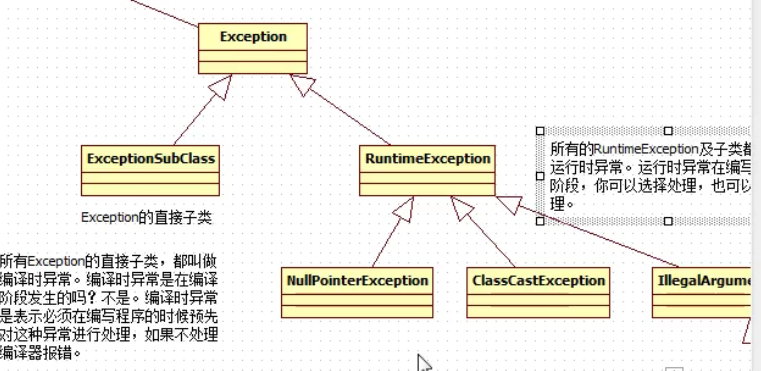 Exception
ExceptionSubClass
RuntimeException
所有的RuntimeException及子类都
运行时异常。运行时异常在编写
阶段，你可以选择处理，也可以
理。
Exception的直接子类
所有Exception的直接子类，都叫做
编译时异常。编译时异常是在编译
阶段发生的吗？不是。编译时异常
是表示必须在编写程序的时候预先
对这种异常进行处理，如果不处理
编译器报错。
NullPointerException
ClassCastException
IllegalArgume